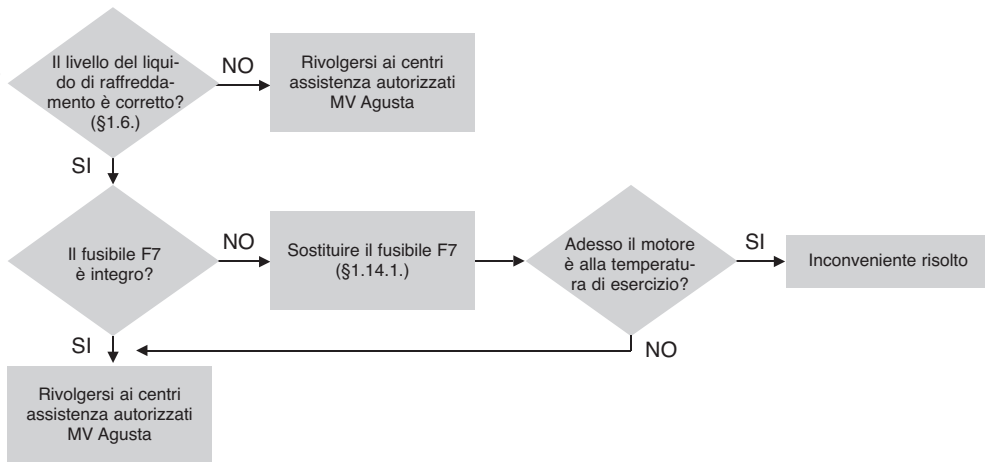 Il livello del liqui-
do di raffredda-
mento è corretto?
(§1.6.)
NO
Rivolgersi ai centri
assistenza autorizzati
MV Agusta
SI
Il fusibile F7
è integro?
NO
Sostituire il fusibile F7
(§1.14.1.)
Adesso il motore
è alla temperatu-
ra di esercizio?
SI
Inconveniente risolto
SI
NO
Rivolgersi ai centri
assistenza autorizzati
MV Agusta